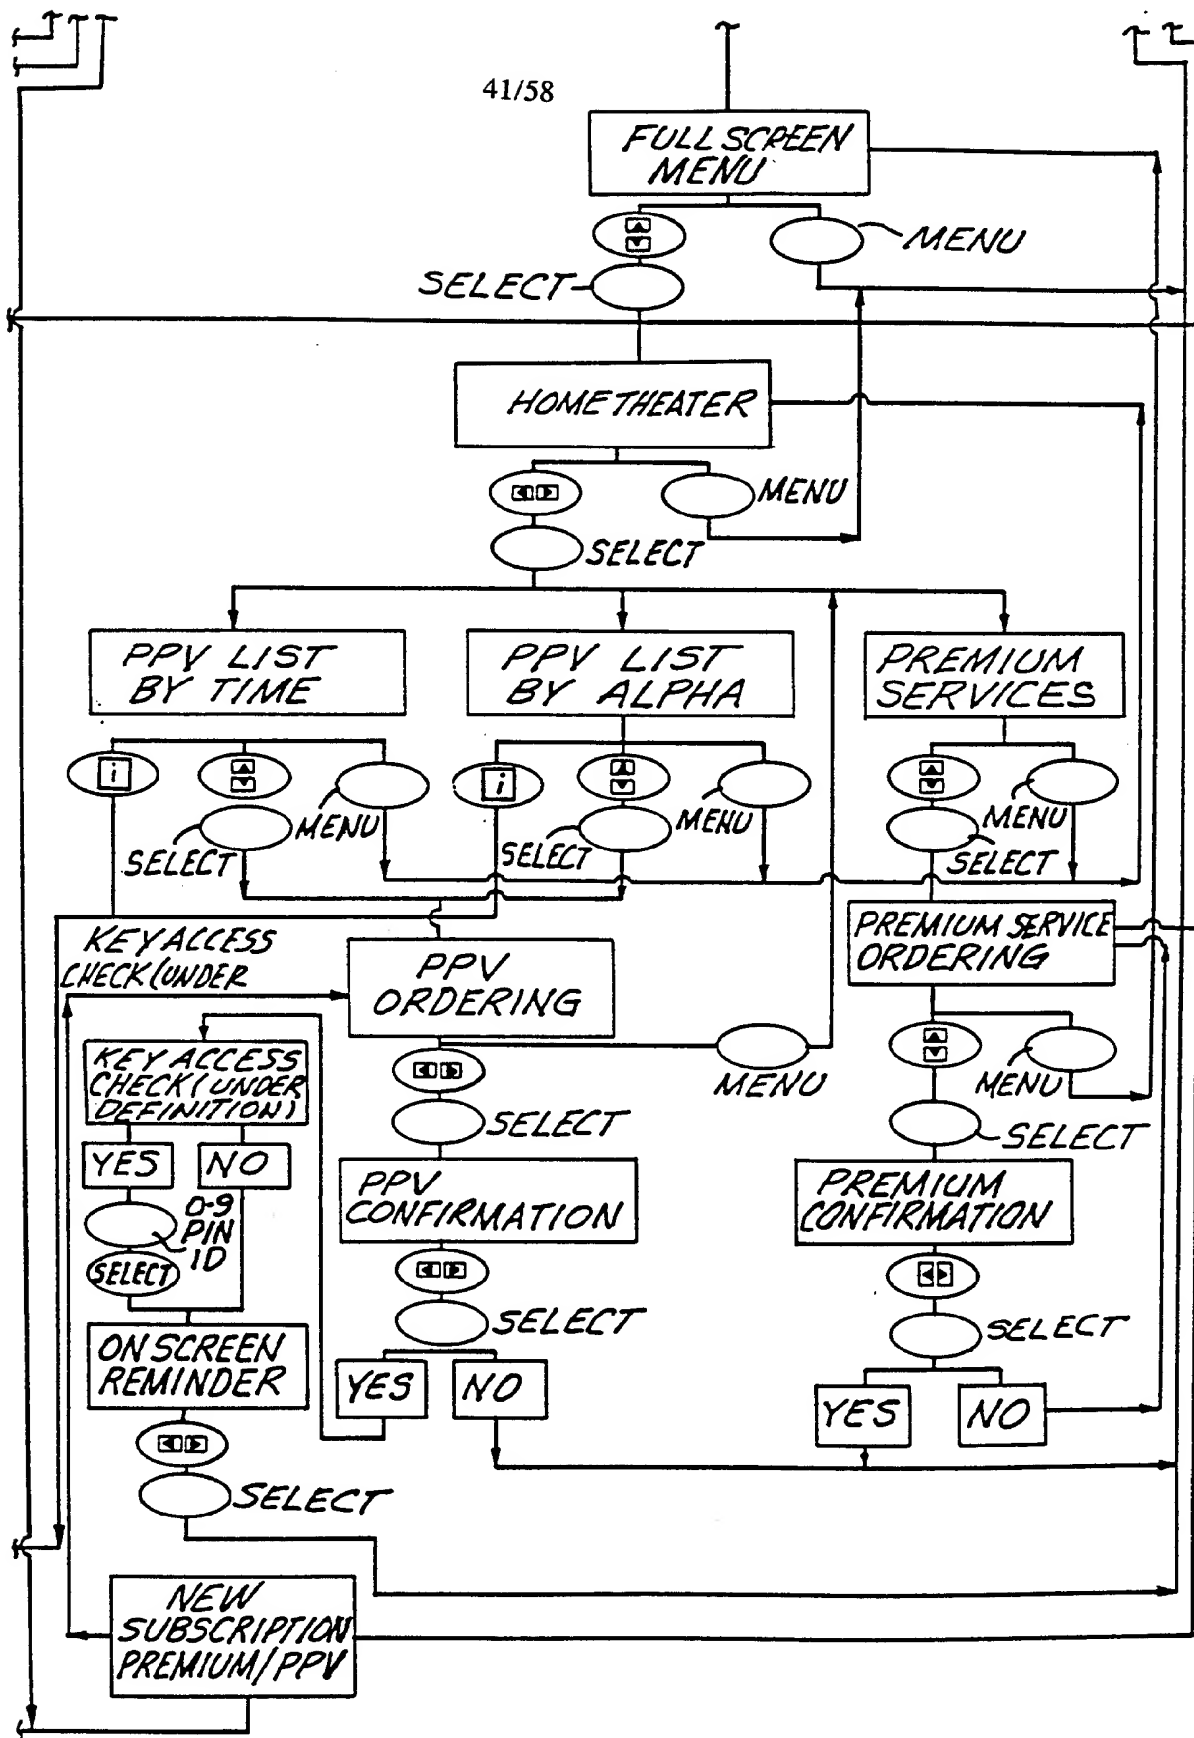 41/58
FULL SCREEN
MENU
MENU
SELECT
HOME THEATER
MENU
SELECT
PPV LIST
BY TIME
PPV LIST
BY ALPHA
PREMIUM
SERVICES
i
i
MENU
SELECT
MENU
SELECT
MENU
SELECT
KEY ACCESS
CHECK (UNDER
PPV
ORDERING
PREMIUM SERVICE
ORDERING
KEY ACCESS
CHECK (UNDER
DEFINITION)
MENU
MENU
SELECT
SELECT
YES
NO
0-9
PIN
ID
SELECT
PPV
CONFIRMATION
PREMIUM
CONFIRMATION
SELECT
SELECT
ON SCREEN
REMINDER
YES
NO
YES
NO
SELECT
NEW
SUBSCRIPTION
PREMIUM/PPV